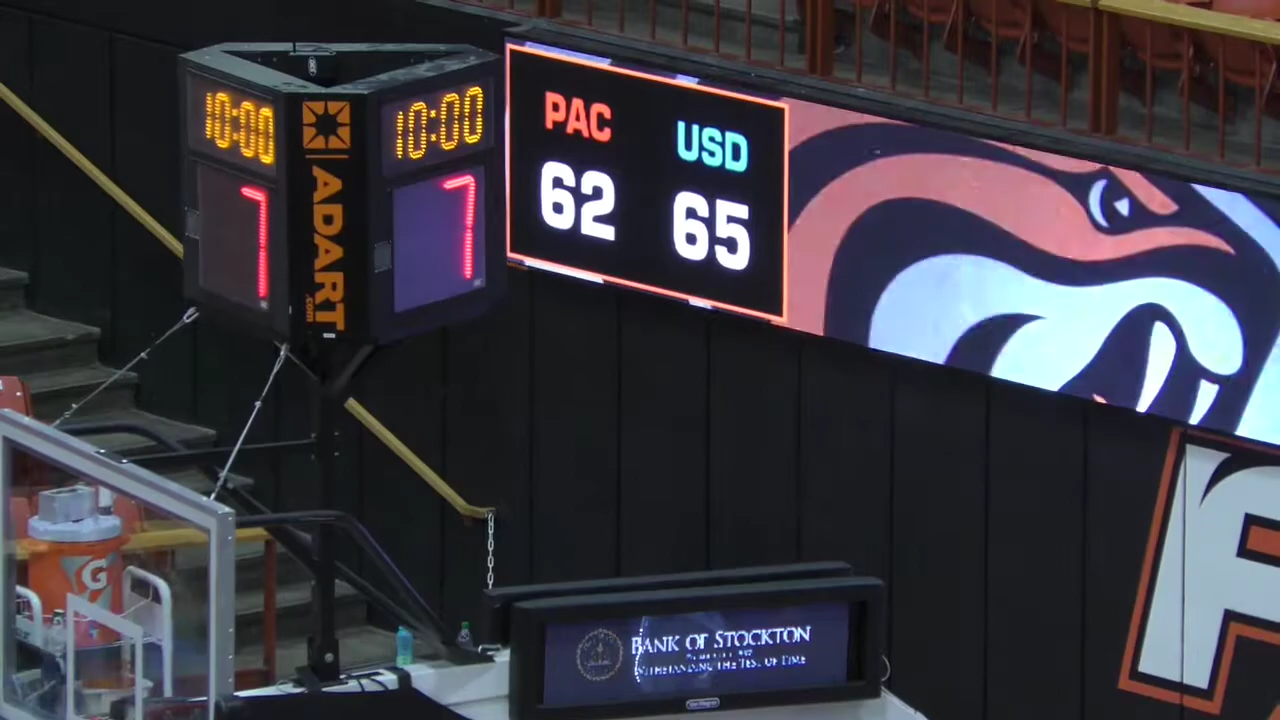 10:00
7
ADART
.com
10:00
7
PAC
62
USD
65
G
BANK OF STOCKTON
WITHSTANDING THE TEST OF TIME